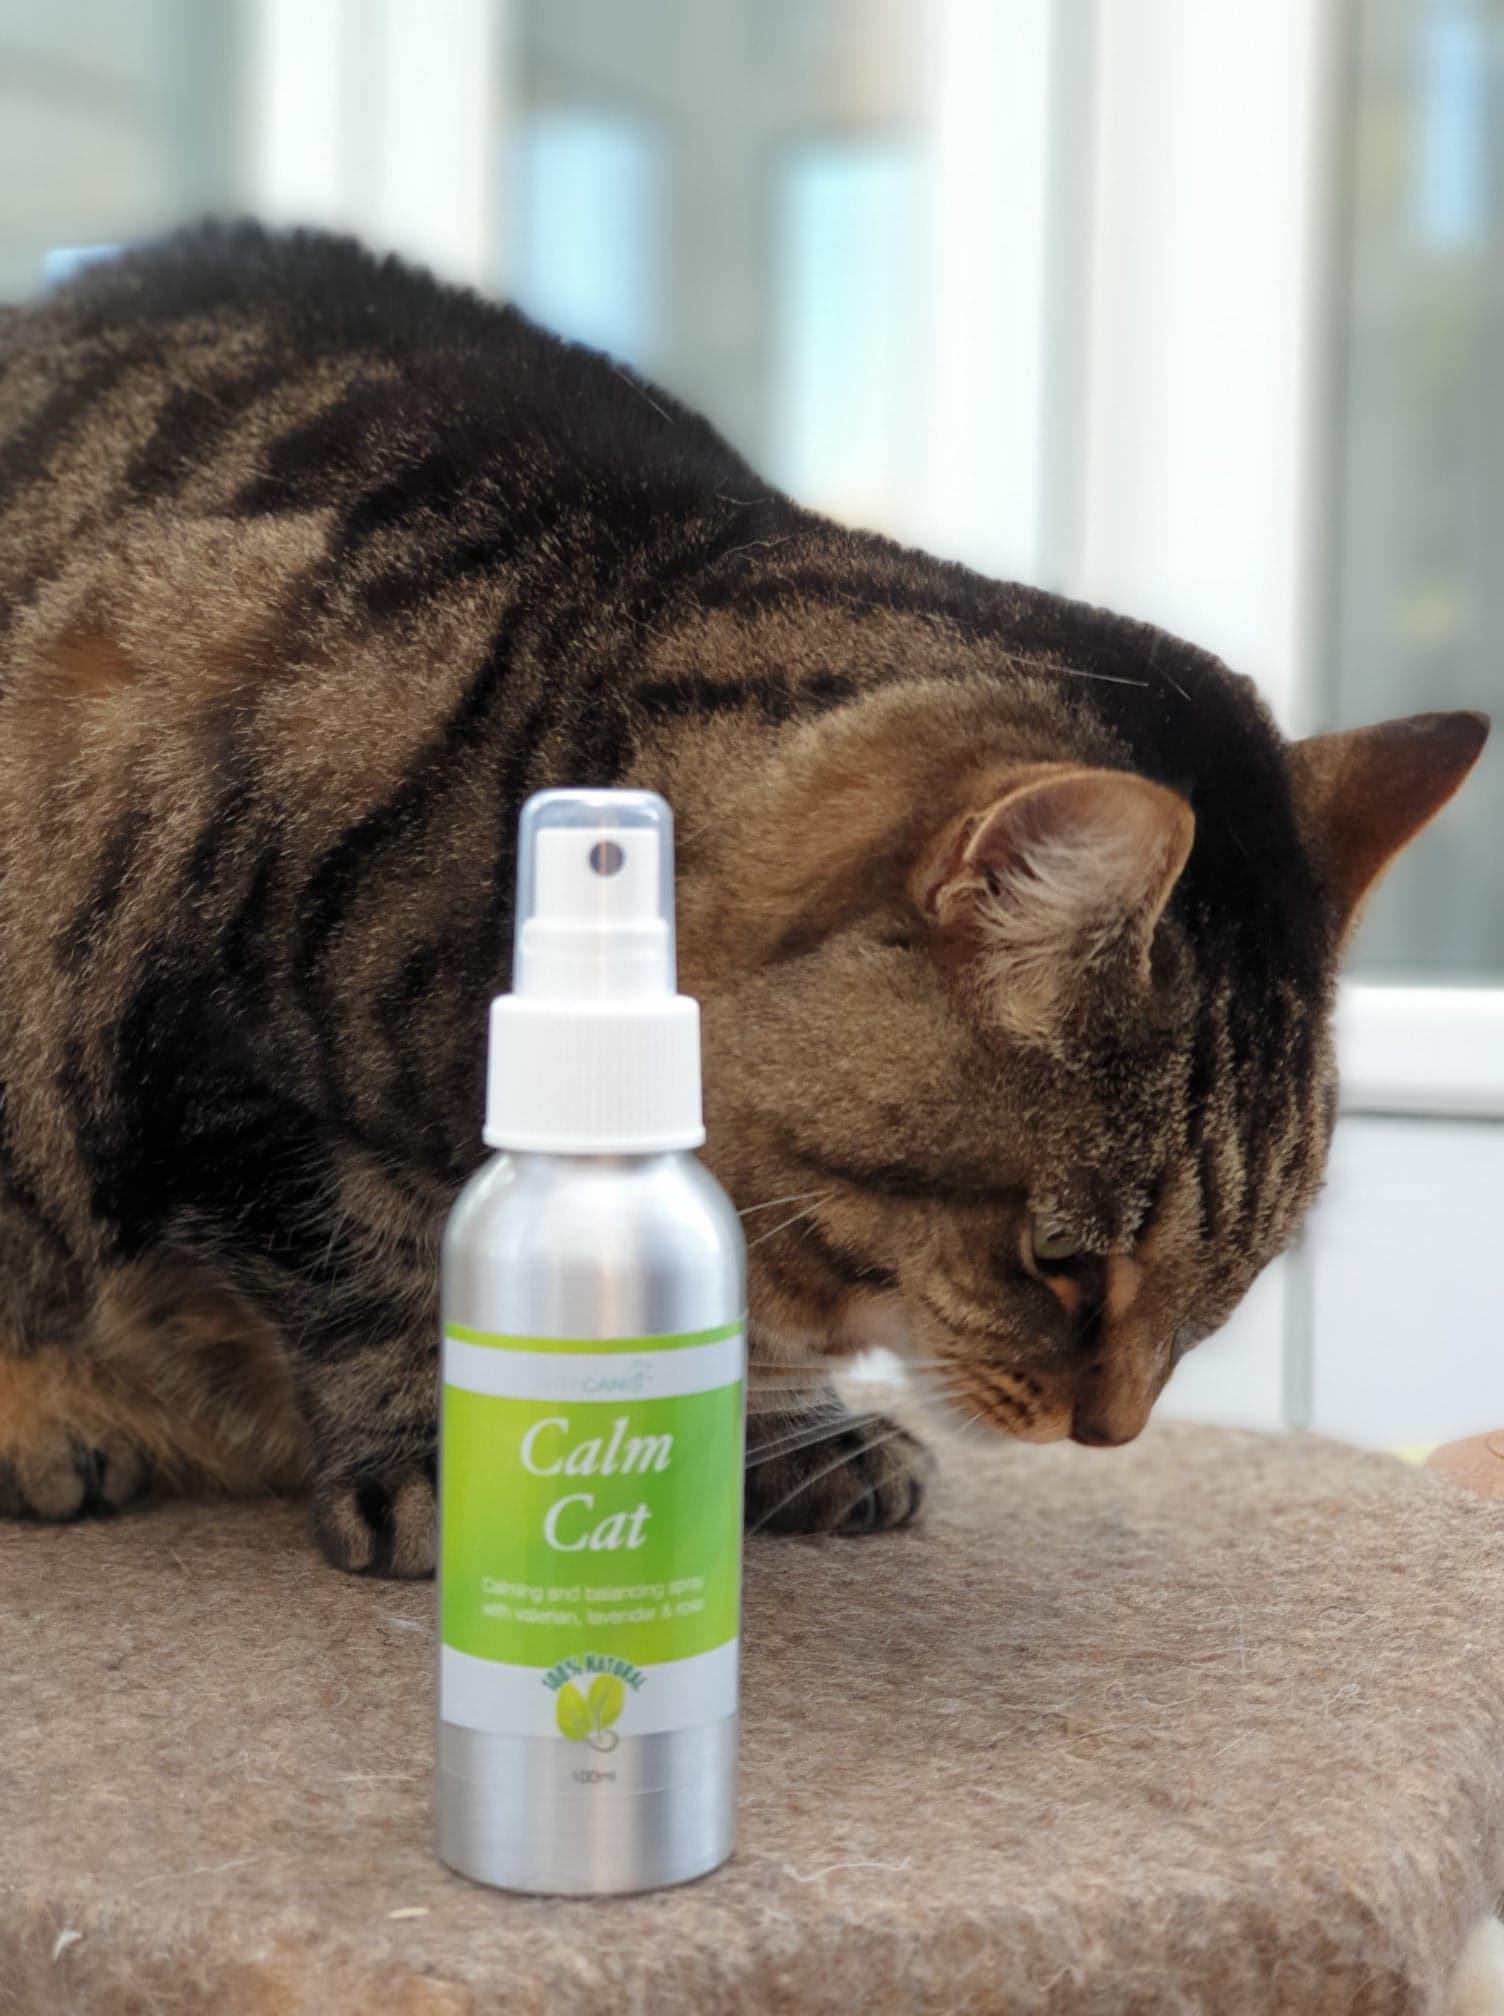 Calm
Cat
Calming and balancing spray
with valerian, lavender & rose
100% NATURAL
100ml